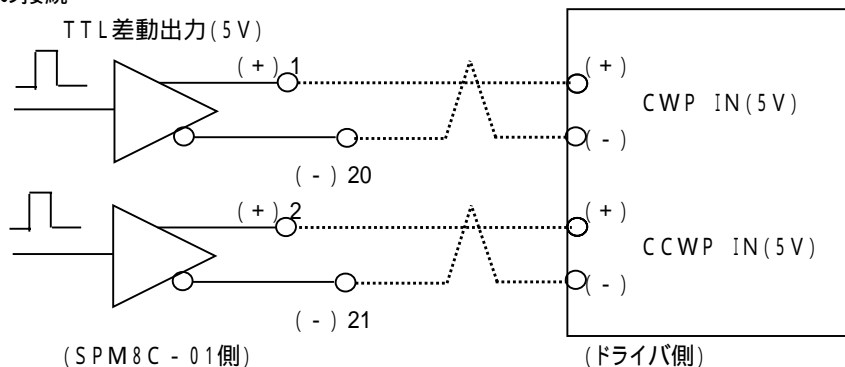 TTL差動出力(5V)
(+) 1
(+)
CWP IN(5V)
(-)
(-) 20
(+) 2
(+)
CCWP IN(5V)
(-)
(-) 21
(SPM8C-01側)
(ドライバ側)